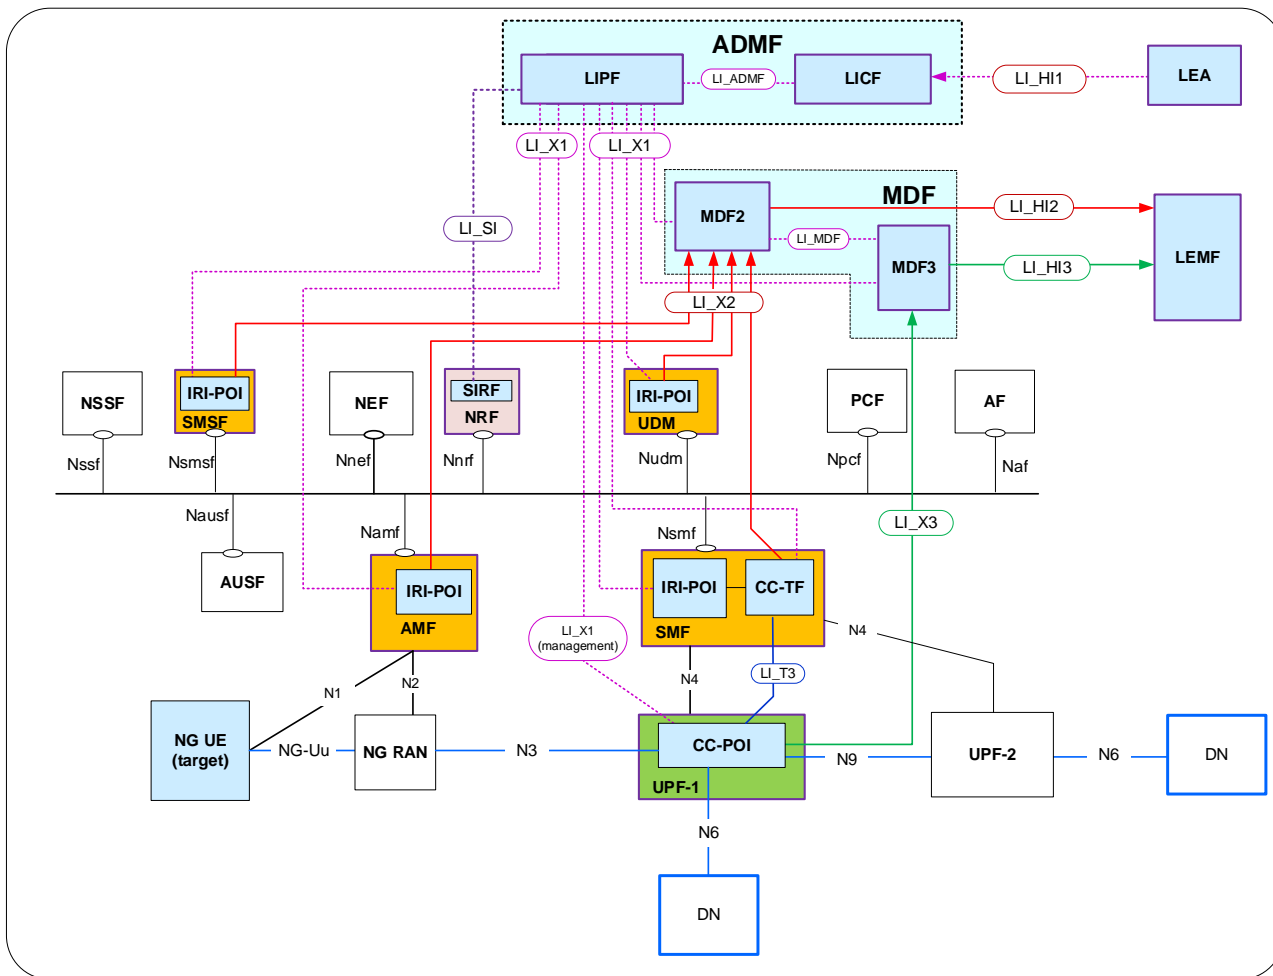 ADMF
LIPF
LI_ADMF
LICF
LI_HI1
LEA
LI_X1
LI_X1
MDF
MDF2
LI_HI2
LI_SI
LI_MDF
MDF3
LI_HI3
LEMF
LI_X2
NSSF
IRI-POI
SMSF
NEF
SIRF
NRF
IRI-POI
UDM
PCF
AF
Nssf
Nsmsf
Nnef
Nnrf
Nudm
Npcf
Naf
Nausf
Namf
Nsmf
LI_X3
AUSF
IRI-POI
AMF
IRI-POI
CC-TF
SMF
LI_X1
(management)
N4
N1
N2
N4
LI_T3
NG UE
(target)
NG-Uu
NG RAN
N3
CC-POI
UPF-1
N9
UPF-2
N6
DN
N6
DN